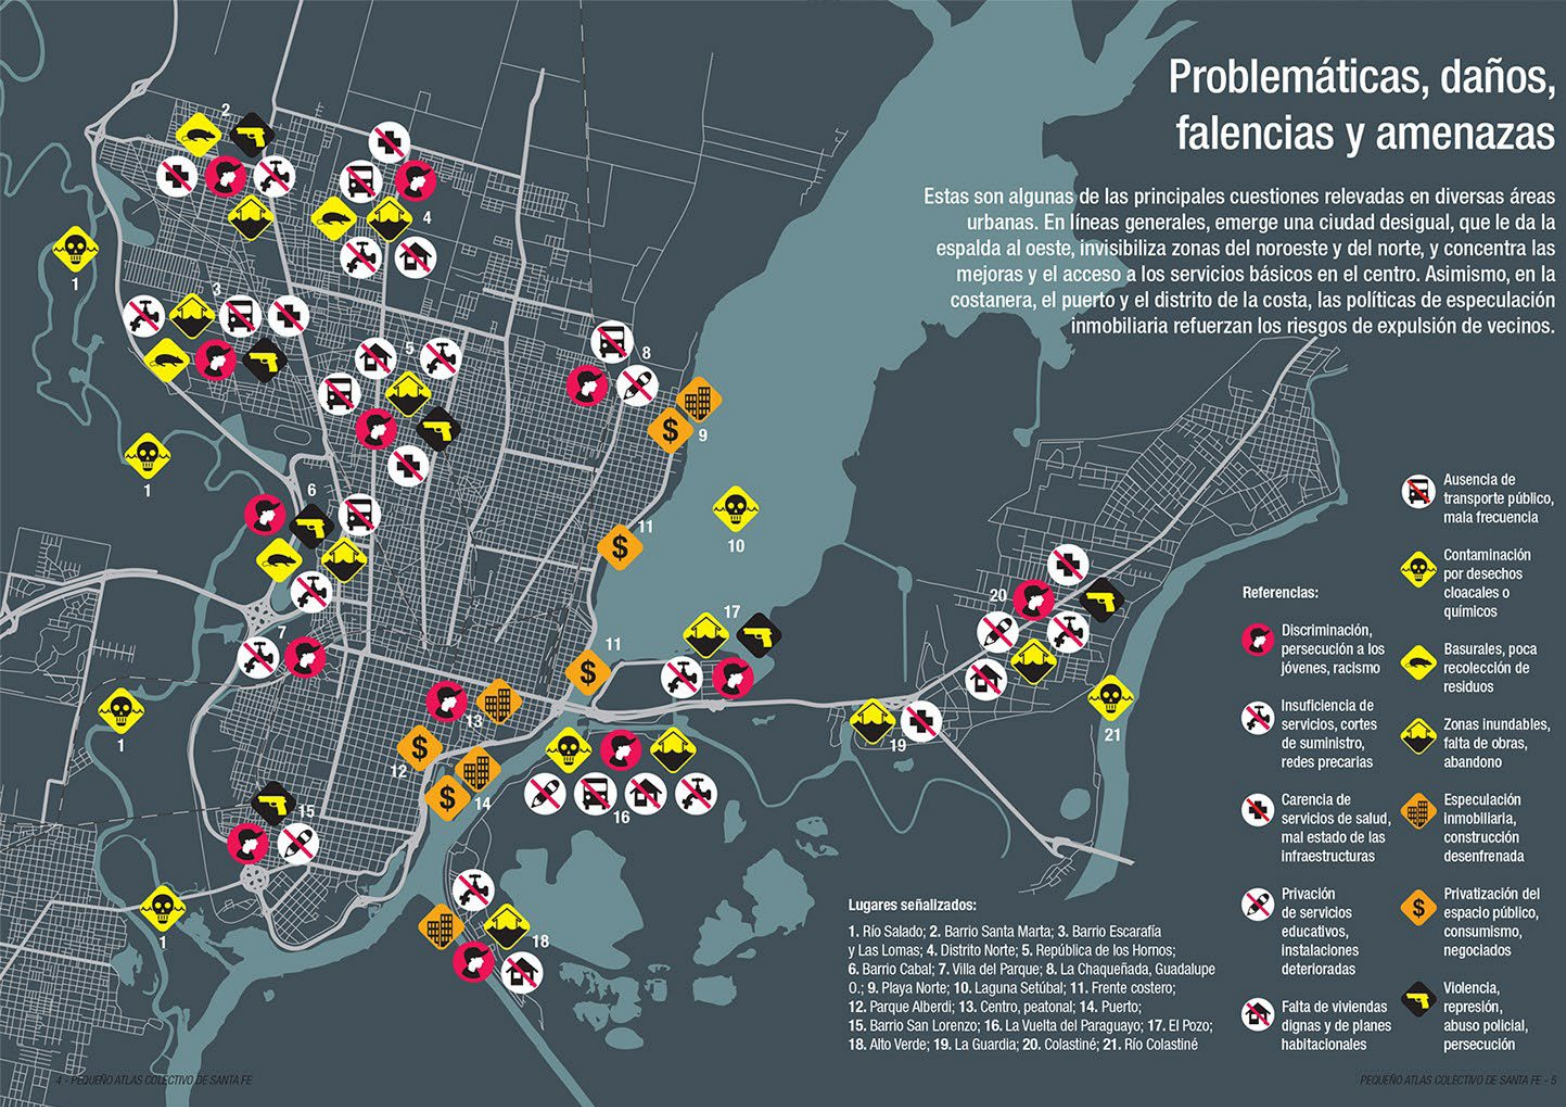 Problemáticas, daños,
falencias y amenazas
Estas son algunas de las principales cuestiones relevadas en diversas áreas
urbanas. En líneas generales, emerge una ciudad desigual, que le da la
espalda al oeste, invisibiliza zonas del noroeste y del norte, y concentra las
mejoras y el acceso a los servicios básicos en el centro. Asimismo, en la
costanera, el puerto y el distrito de la costa, las políticas de especulación
inmobiliaria refuerzan los riesgos de expulsión de vecinos.
2
4
1
3
5
8
9
1
6
11
10
7
20
17
11
1
13
12
19
21
14
16
15
1
18
Referencias:
Discriminación,
persecución a los
jóvenes, racismo
Insuficiencia de
servicios, cortes
de suministro,
redes precarias
Carencia de
servicios de salud,
mal estado de las
infraestructuras
Privación
de servicios
educativos,
instalaciones
deterioradas
Falta de viviendas
dignas y de planes
habitacionales
Ausencia de
transporte público,
mala frecuencia
Contaminación
por desechos
cloacales o
químicos
Basurales, poca
recolección de
residuos
Zonas inundables,
falta de obras,
abandono
Especulación
inmobiliaria,
construcción
desenfrenada
Privatización del
espacio público,
consumismo,
negociados
Violencia,
represión,
abuso policial,
persecución
Lugares señalizados:
1. Río Salado; 2. Barrio Santa Marta; 3. Barrio Escarafía
y Las Lomas; 4. Distrito Norte; 5. República de los Hornos;
6. Barrio Cabal; 7. Villa del Parque; 8. La Chaqueñada, Guadalupe
O.; 9. Playa Norte; 10. Laguna Setúbal; 11. Frente costero;
12. Parque Alberdi; 13. Centro, peatonal; 14. Puerto;
15. Barrio San Lorenzo; 16. La Vuelta del Paraguayo; 17. El Pozo;
18. Alto Verde; 19. La Guardia; 20. Colastiné; 21. Río Colastiné
4 - PEQUEÑO ATLAS COLECTIVO DE SANTA FE
PEQUEÑO ATLAS COLECTIVO DE SANTA FE - 5